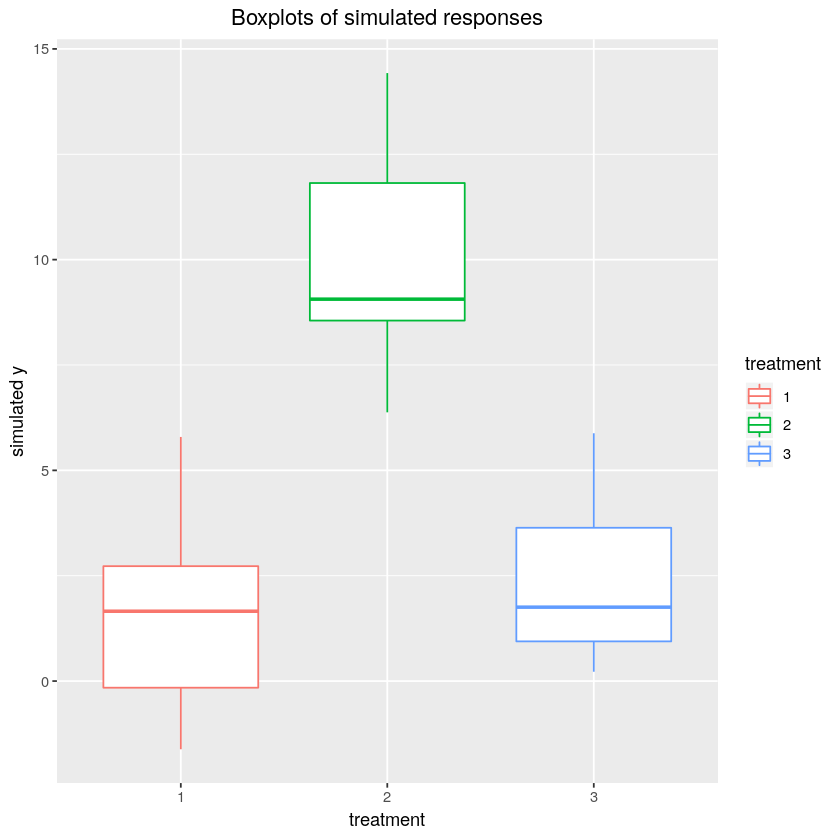 Boxplots of simulated responses
15
10
5
0
simulated y
1
2
3
treatment
treatment
1
2
3